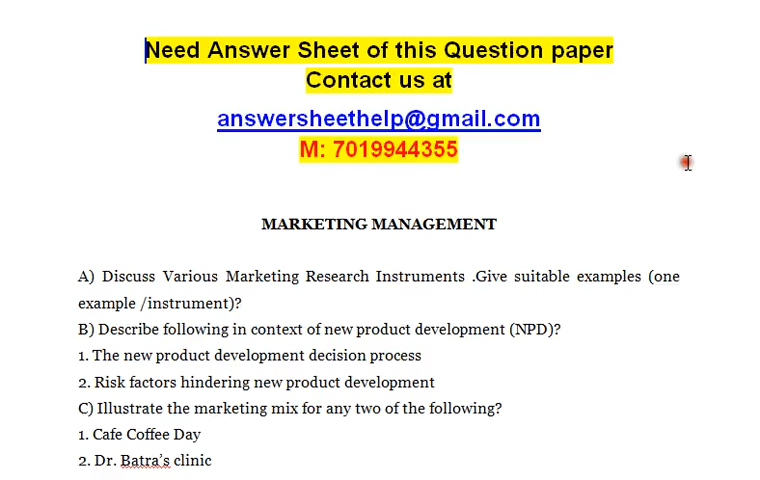 Need Answer Sheet of this Question paper
Contact us at
answersheethelp@gmail.com
M: 7019944355
MARKETING MANAGEMENT
A) Discuss Various Marketing Research Instruments .Give suitable examples (one
example /instrument)?
B) Describe following in context of new product development (NPD)?
1. The new product development decision process
2. Risk factors hindering new product development
C) Illustrate the marketing mix for any two of the following?
1. Cafe Coffee Day
2. Dr. Batra's clinic